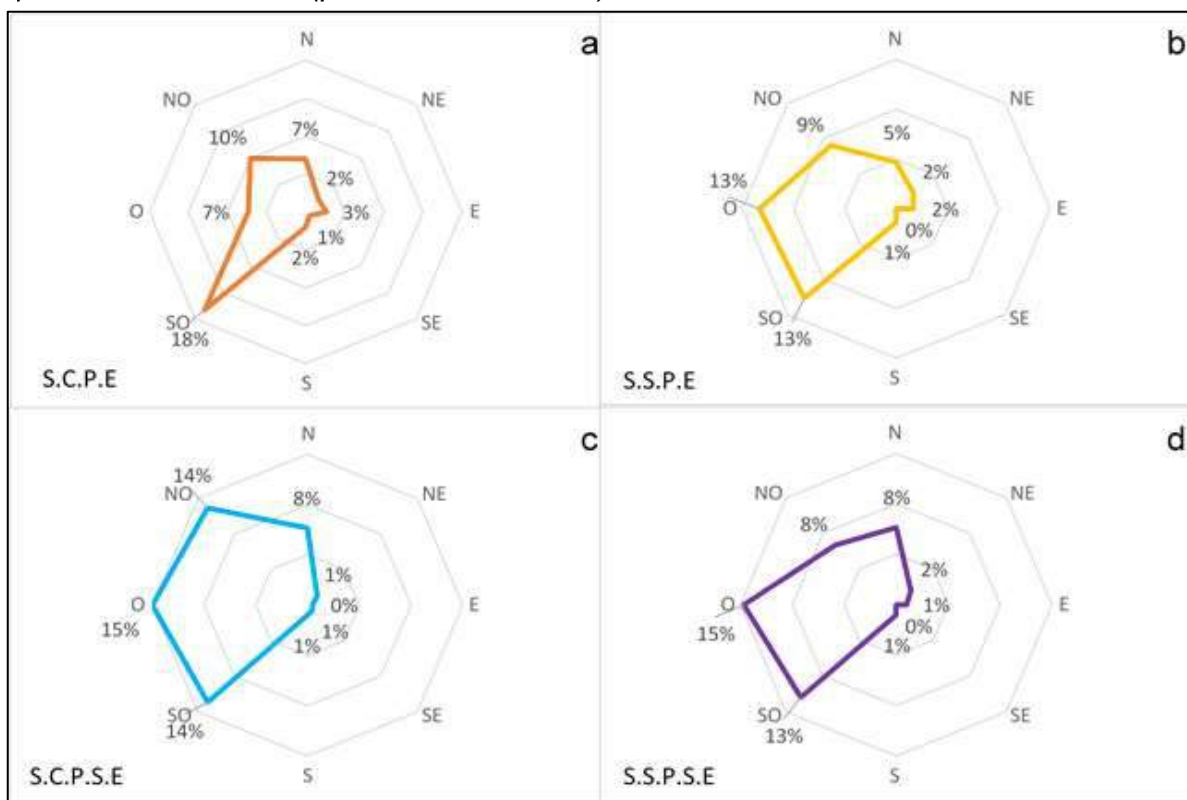 a
N
NO
NE
10%
7%
2%
O
7%
3%
E
1%
2%
SO
18%
SE
S
S.C.P.E
b
N
NO
NE
9%
5%
2%
13%
O
2%
E
0%
1%
SO
13%
SE
S
S.S.P.E
c
N
14%
NO
NE
8%
1%
O
0%
E
15%
1%
1%
SO
14%
SE
S
S.C.P.S.E
d
N
NO
NE
8%
8%
2%
O
1%
E
15%
0%
1%
SO
13%
SE
S
S.S.P.S.E